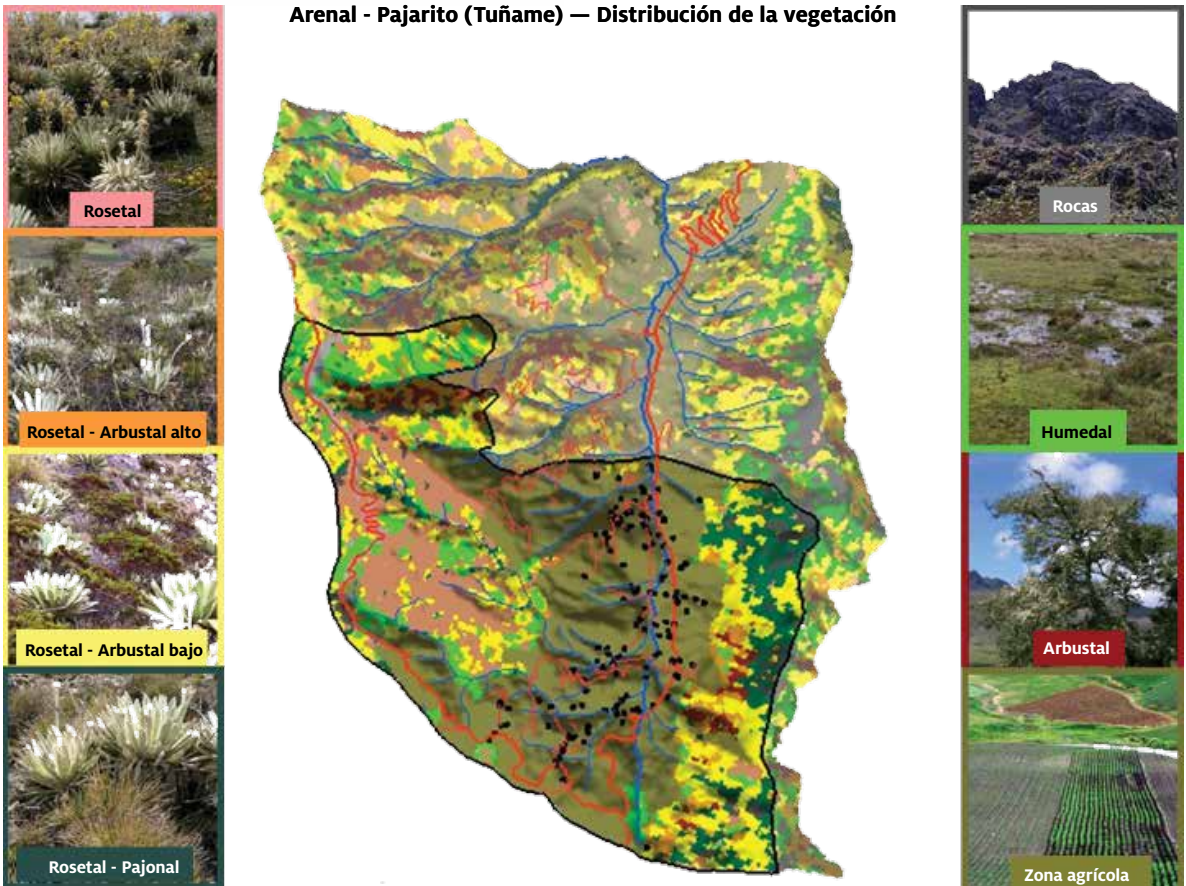 Arenal - Pajarito (Tuñame) — Distribución de la vegetación
Rosetal
Rosetal - Arbustal alto
Rosetal - Arbustal bajo
Rosetal - Pajonal
Rocas
Humedal
Arbustal
Zona agrícola